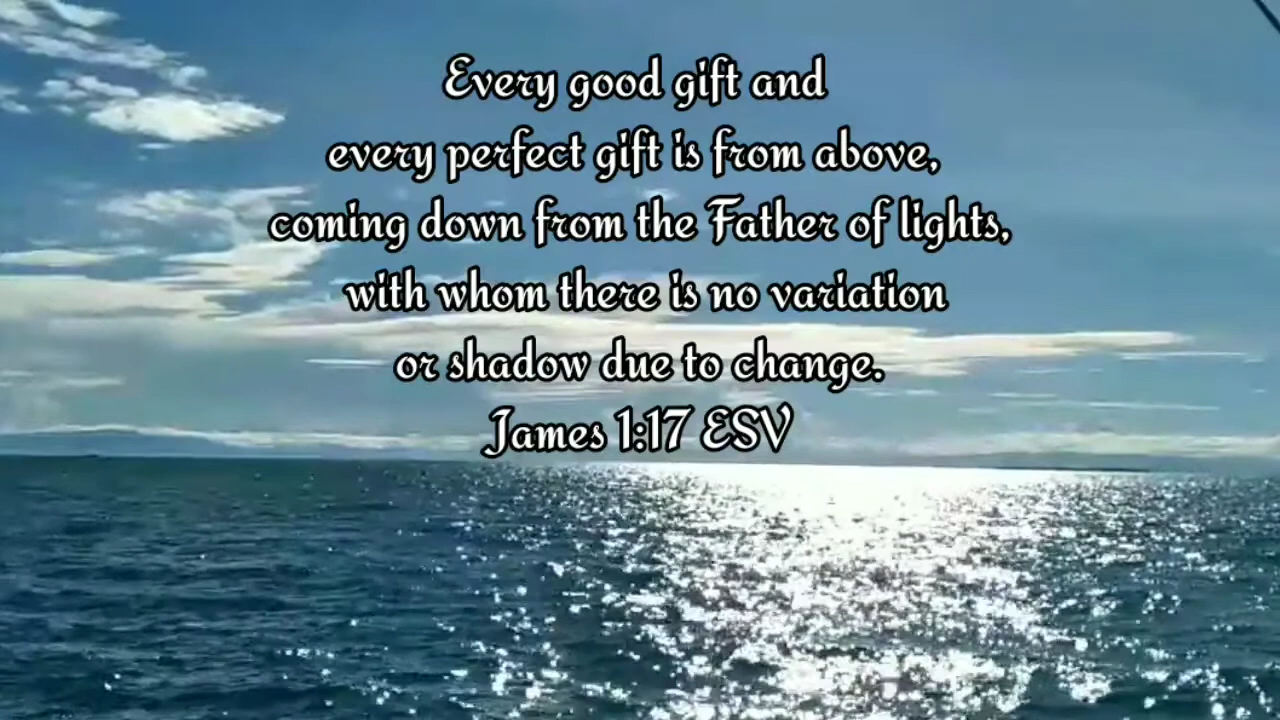 Every good gift and
every perfect gift is from above,
coming down from the Father of lights,
with whom there is no variation
or shadow due to change.
James 1:17 ESV